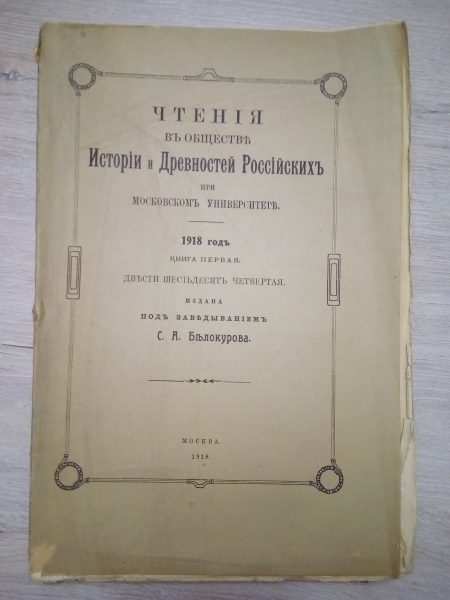 ЧТЕНІЯ
ВЪ ОБЩЕСТВѢ
Исторіи и Древностей Россійскихъ
ПРИ
МОСКОВСКОМЪ УНИВЕРСИТЕТѢ.
1918 годъ
КНИГА ПЕРВАЯ.
ДВѢСТИ ШЕСТЬДЕСЯТЪ ЧЕТВЕРТАЯ.
ИЗДАНА
ПОДЪ ЗАВѢДЫВАНІЕМЪ
С. А. Бѣлокурова.
МОСКВА.
1918.